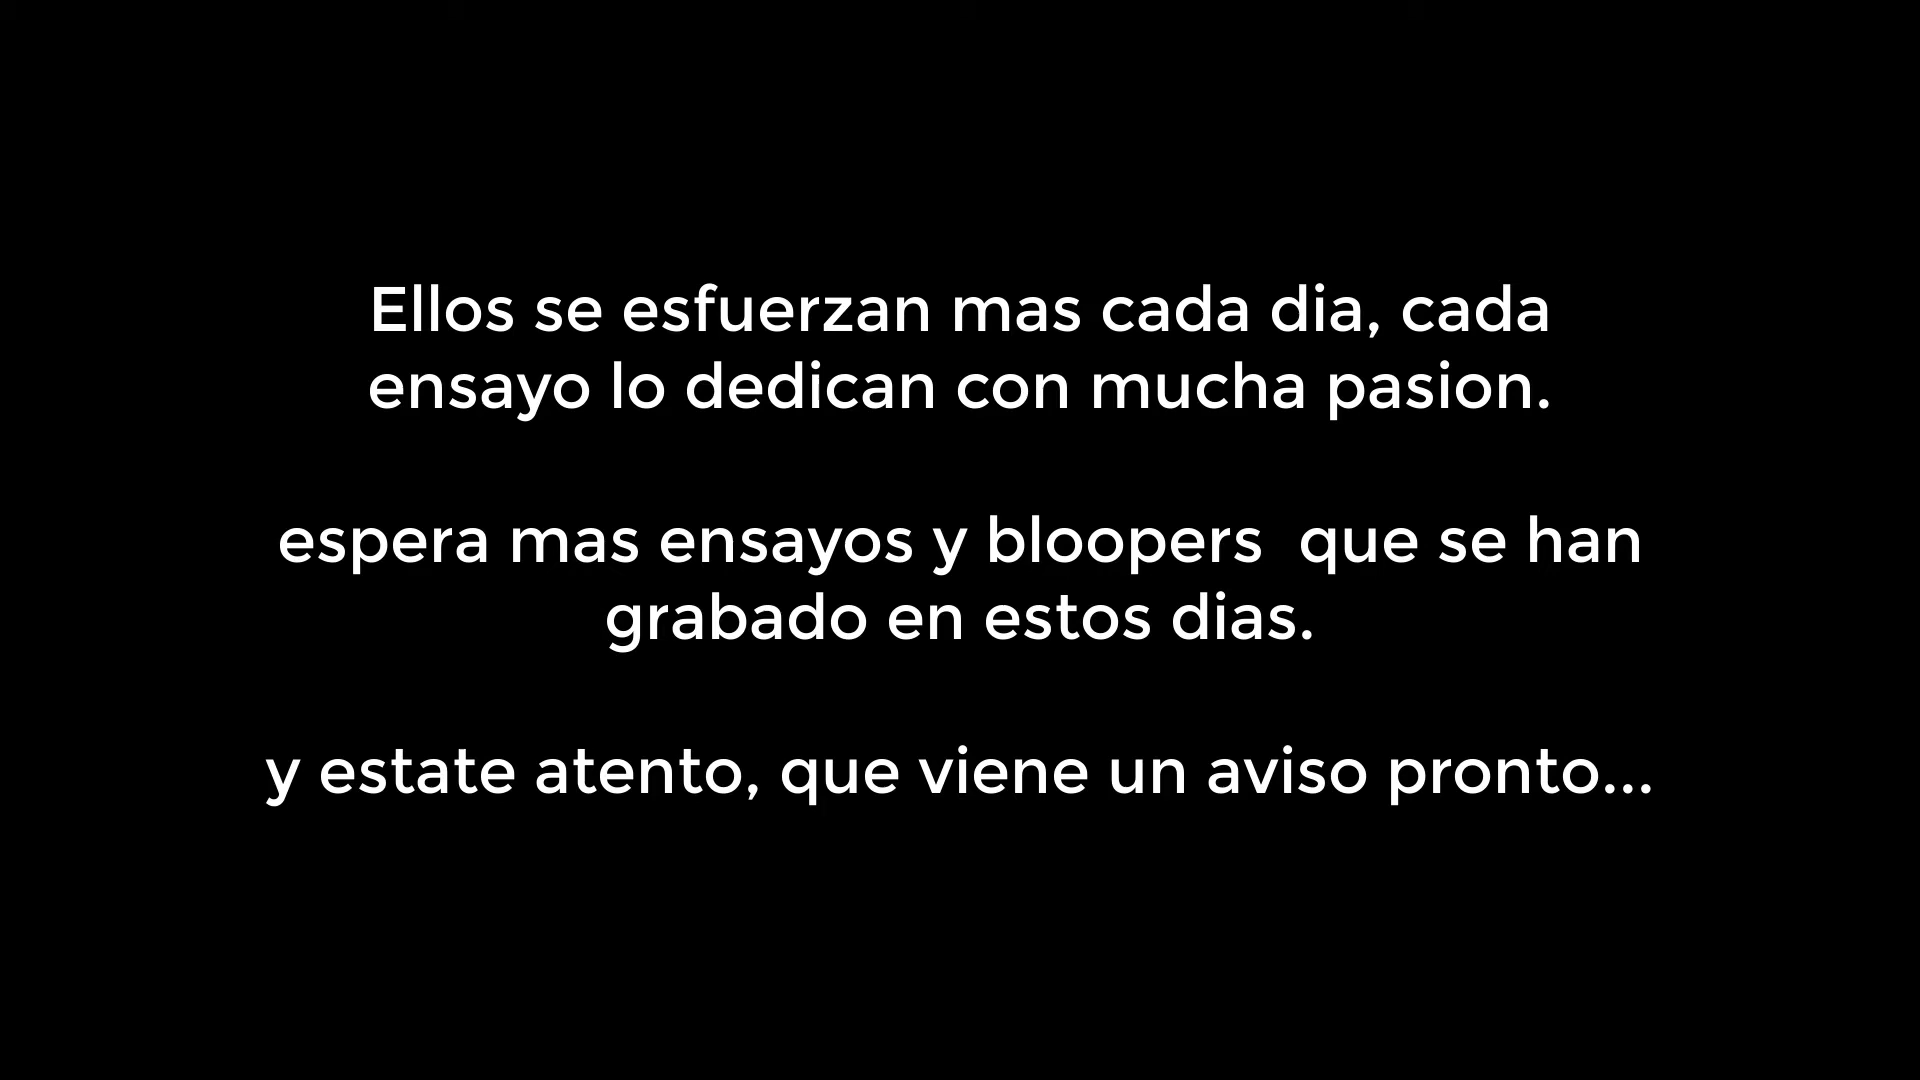 Ellos se esfuerzan mas cada dia, cada
ensayo lo dedican con mucha pasion.
espera mas ensayos y bloopers  que se han
grabado en estos dias.
y estate atento, que viene un aviso pronto...